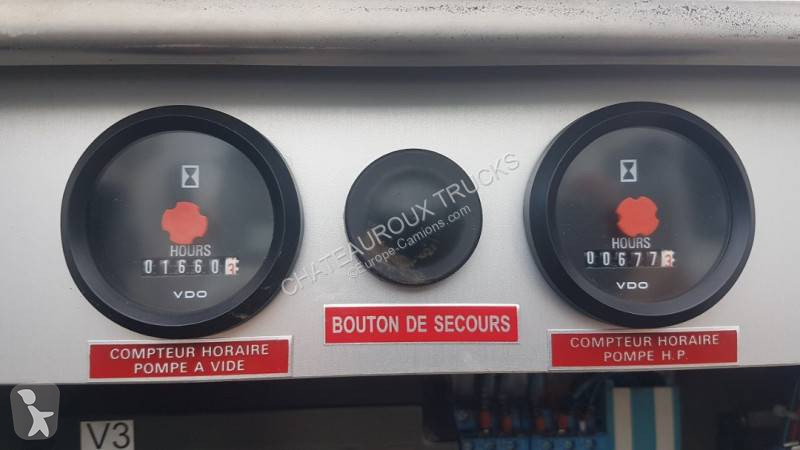 HOURS
01660
VDO
COMPTEUR HORAIRE
POMPE A VIDE
CHATEAUROUX TRUCKS
©Europe-Camions.com
BOUTON DE SECOURS
HOURS
00677
VDO
COMPTEUR HORAIRE
POMPE H.P.
V3